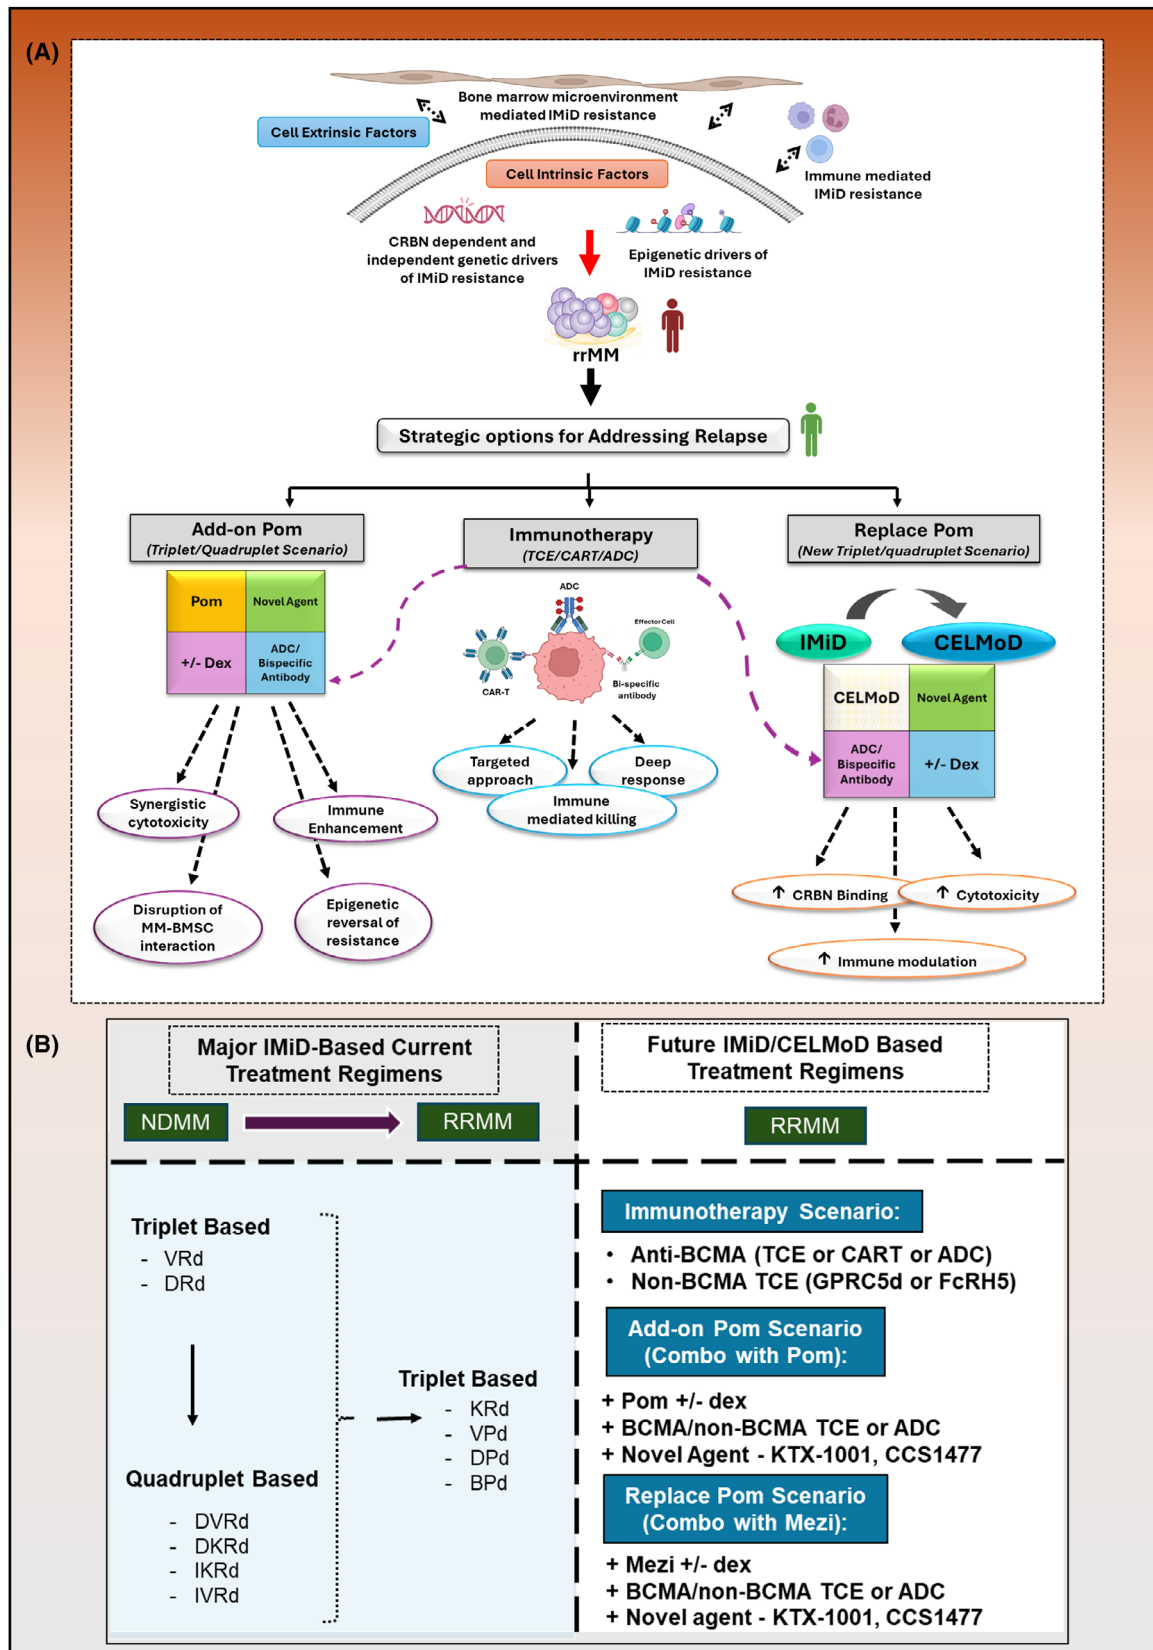 (A)
Bone marrow microenvironment
mediated IMiD resistance
Cell Extrinsic Factors
Cell Intrinsic Factors
Immune mediated
IMiD resistance
CRBN dependent and
independent genetic drivers
of IMiD resistance
Epigenetic drivers of
IMiD resistance
rrMM
Strategic options for Addressing Relapse
Add-on Pom
(Triplet/Quadruplet Scenario)
Immunotherapy
(TCE/CART/ADC)
Replace Pom
(New Triplet/quadruplet Scenario)
Pom
Novel Agent
+/- Dex
ADC/
Bispecific
Antibody
ADC
Effector Cell
CAR-T
Bi-specific
antibody
IMiD
CELMoD
CELMoD
Novel Agent
ADC/
Bispecific
Antibody
+/- Dex
Synergistic
cytotoxicity
Immune
Enhancement
Disruption of
MM-BMSC
interaction
Epigenetic
reversal of
resistance
Targeted
approach
Deep
response
Immune
mediated killing
↑ CRBN Binding
↑ Cytotoxicity
↑ Immune modulation
(B)
Major IMiD-Based Current
Treatment Regimens
NDMM
RRMM
Future IMiD/CELMoD Based
Treatment Regimens
RRMM
Triplet Based
- VRd
- DRd
Quadruplet Based
- DVRd
- DKRd
- IKRd
- IVRd
Triplet Based
- KRd
- VPd
- DPd
- BPd
Immunotherapy Scenario:
· Anti-BCMA (TCE or CART or ADC)
· Non-BCMA TCE (GPRC5d or FcRH5)
Add-on Pom Scenario
(Combo with Pom):
+ Pom +/- dex
+ BCMA/non-BCMA TCE or ADC
+ Novel Agent - KTX-1001, CCS1477
Replace Pom Scenario
(Combo with Mezi):
+ Mezi +/- dex
+ BCMA/non-BCMA TCE or ADC
+ Novel agent - KTX-1001, CCS1477